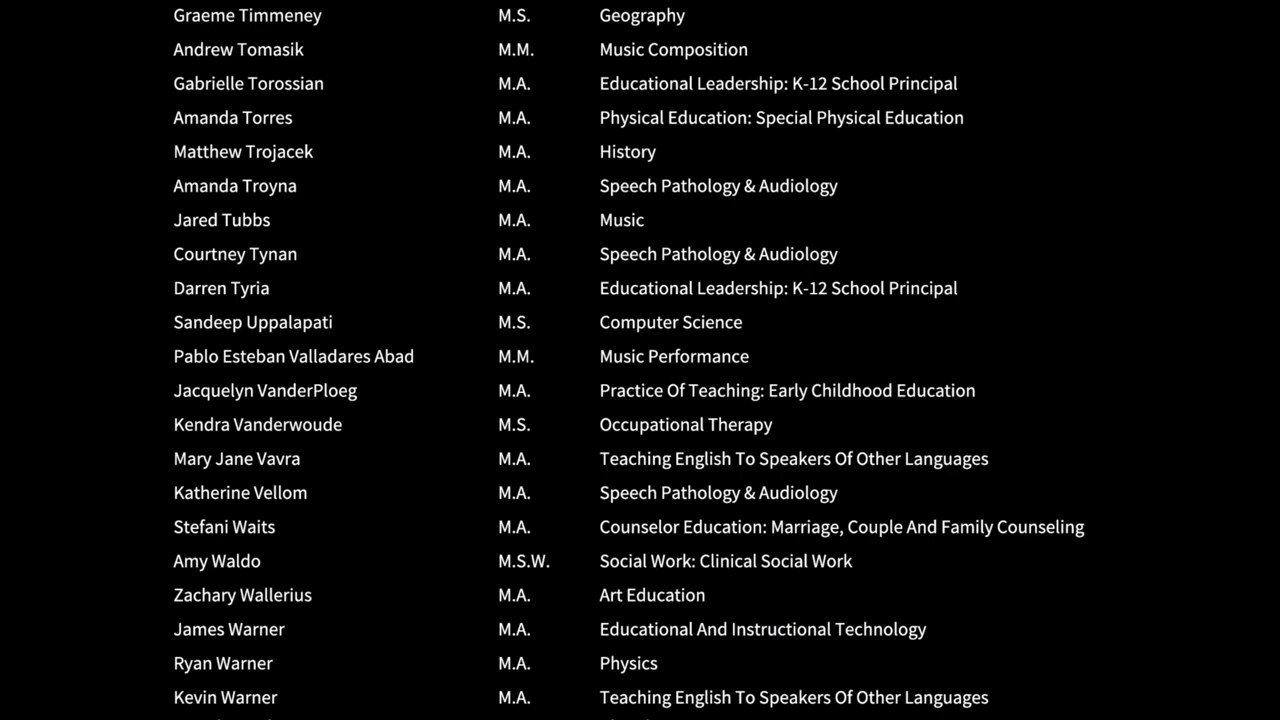 Graeme Timmeney M.S. Geography
Andrew Tomasik M.M. Music Composition
Gabrielle Torossian M.A. Educational Leadership: K-12 School Principal
Amanda Torres M.A. Physical Education: Special Physical Education
Matthew Trojacek M.A. History
Amanda Troyna M.A. Speech Pathology & Audiology
Jared Tubbs M.A. Music
Courtney Tynan M.A. Speech Pathology & Audiology
Darren Tyria M.A. Educational Leadership: K-12 School Principal
Sandeep Uppalapati M.S. Computer Science
Pablo Esteban Valladares Abad M.M. Music Performance
Jacquelyn VanderPloeg M.A. Practice Of Teaching: Early Childhood Education
Kendra Vanderwoude M.S. Occupational Therapy
Mary Jane Vavra M.A. Teaching English To Speakers Of Other Languages
Katherine Vellom M.A. Speech Pathology & Audiology
Stefani Waits M.A. Counselor Education: Marriage, Couple And Family Counseling
Amy Waldo M.S.W. Social Work: Clinical Social Work
Zachary Wallerius M.A. Art Education
James Warner M.A. Educational And Instructional Technology
Ryan Warner M.A. Physics
Kevin Warner M.A. Teaching English To Speakers Of Other Languages